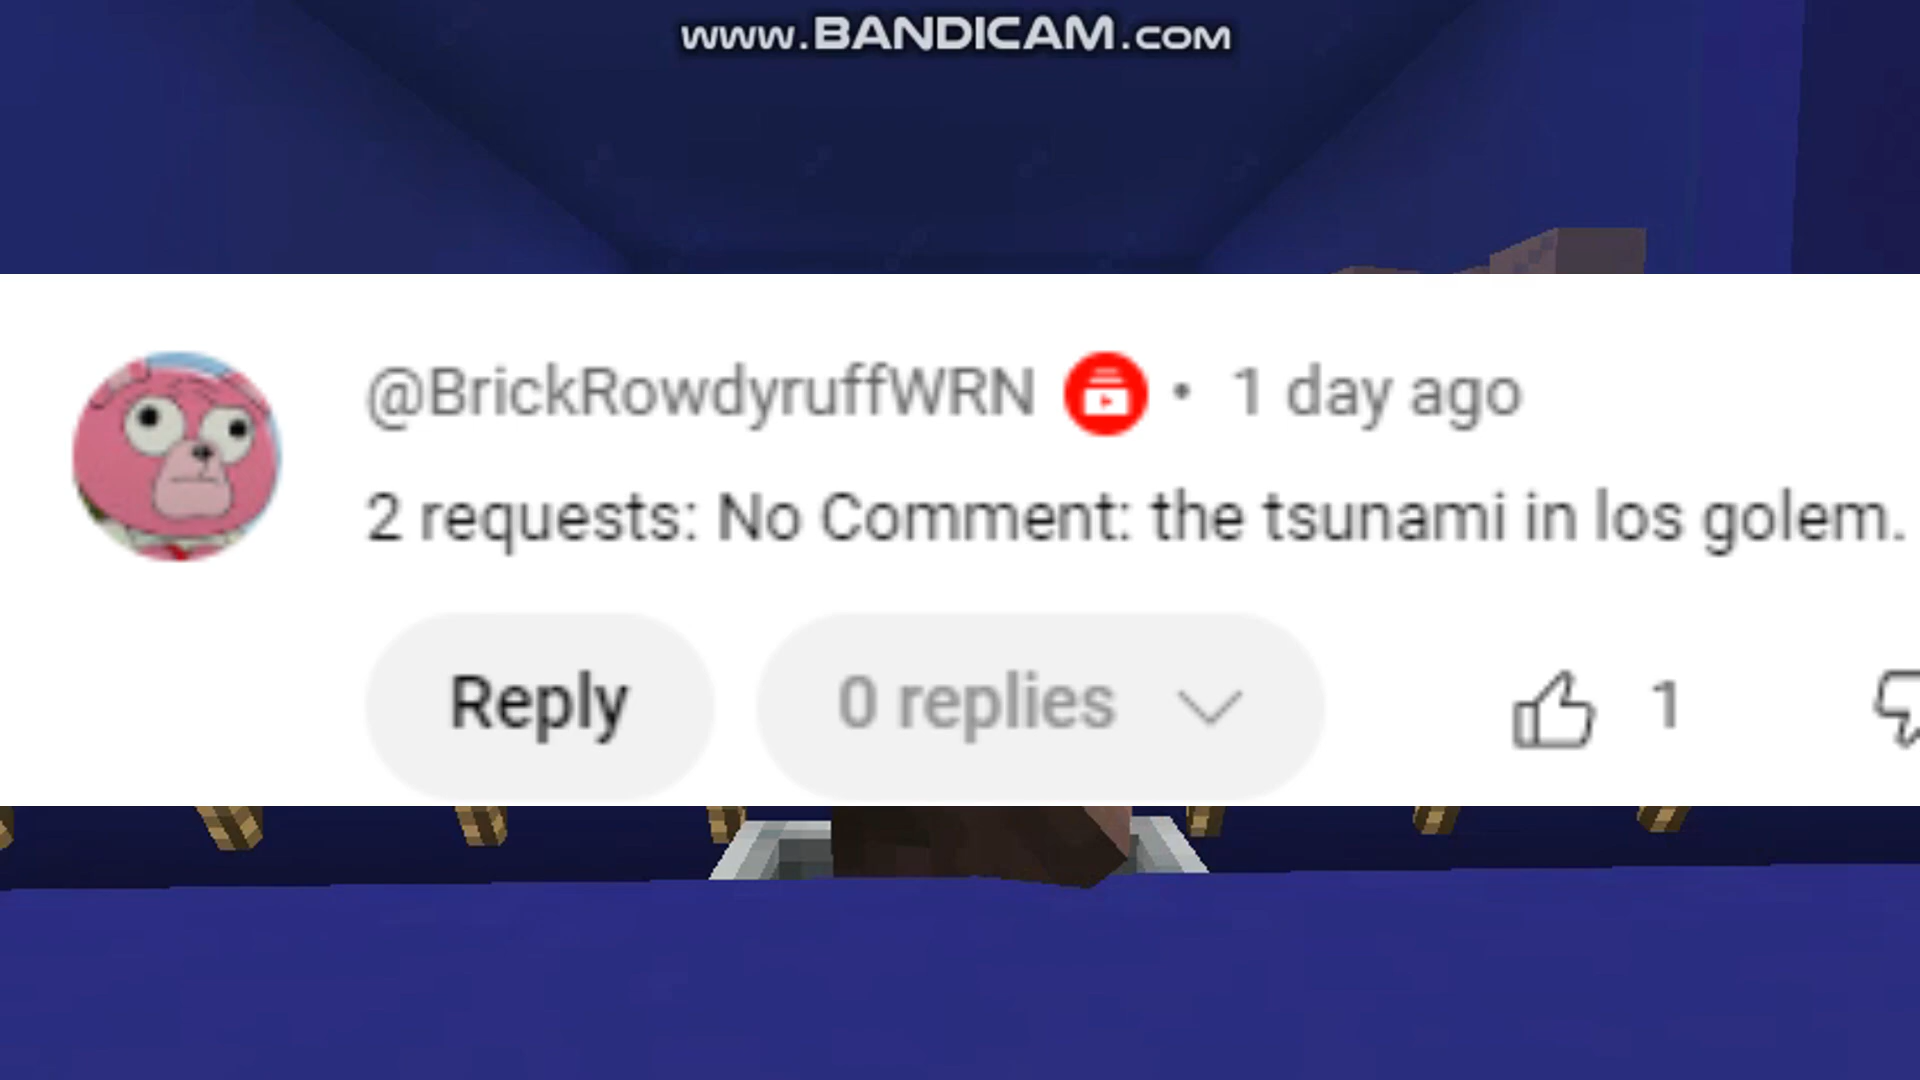 www.BANDICAM.com
@BrickRowdyruffWRN • 1 day ago
2 requests: No Comment: the tsunami in los golem.
Reply 0 replies 1